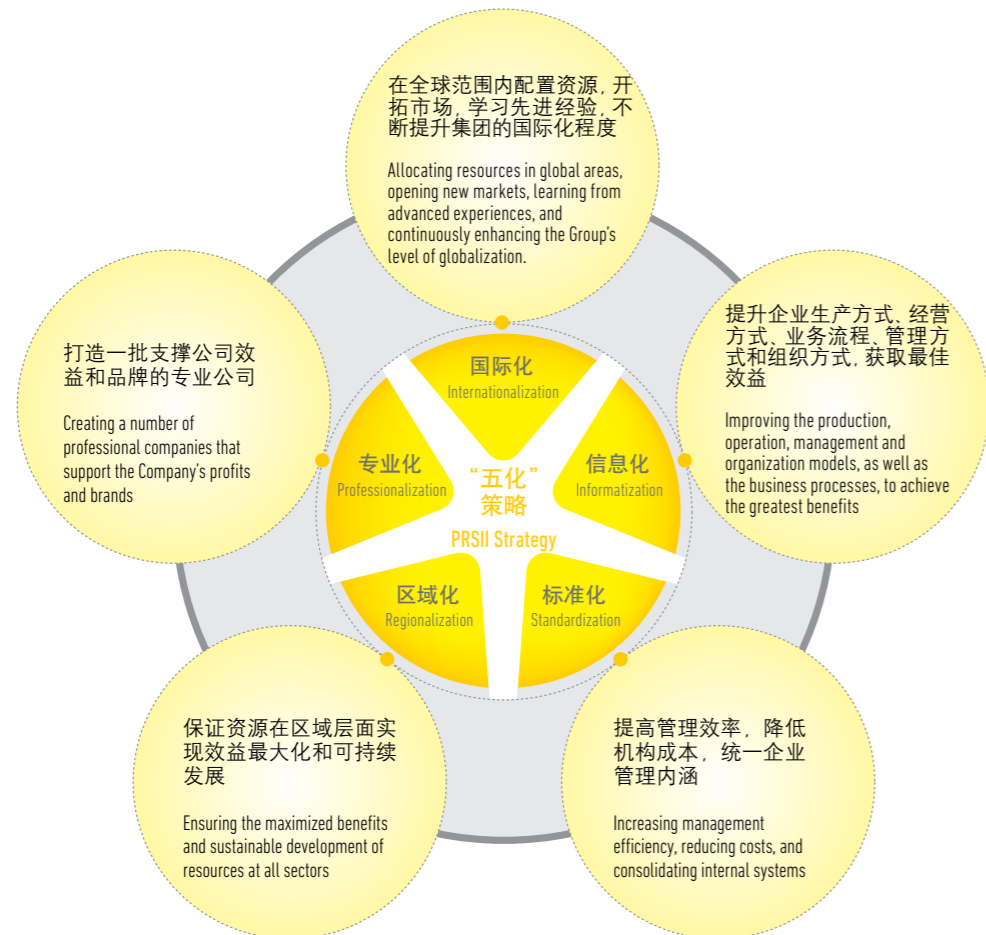 在全球范围内配置资源，开
拓市场，学习先进经验，不
断提升集团的国际化程度
Allocating resources in global areas,
opening new markets, learning from
advanced experiences, and
continuously enhancing the Group's
level of globalization.
打造一批支撑公司效
益和品牌的专业公司
Creating a number of
professional companies that
support the Company's profits
and brands
提升企业生产方式、经营
方式、业务流程、管理方
式和组织方式，获取最佳
效益
Improving the production,
operation, management and
organization models, as well as
the business processes, to achieve
the greatest benefits
国际化
Internationalization
专业化
Professionalization
信息化
Informatization
“五化”
策略
PRSII Strategy
区域化
Regionalization
标准化
Standardization
保证资源在区域层面实
现效益最大化和可持续
发展
Ensuring the maximized benefits
and sustainable development of
resources at all sectors
提高管理效率，降低
机构成本，统一企业
管理内涵
Increasing management
efficiency, reducing costs, and
consolidating internal systems